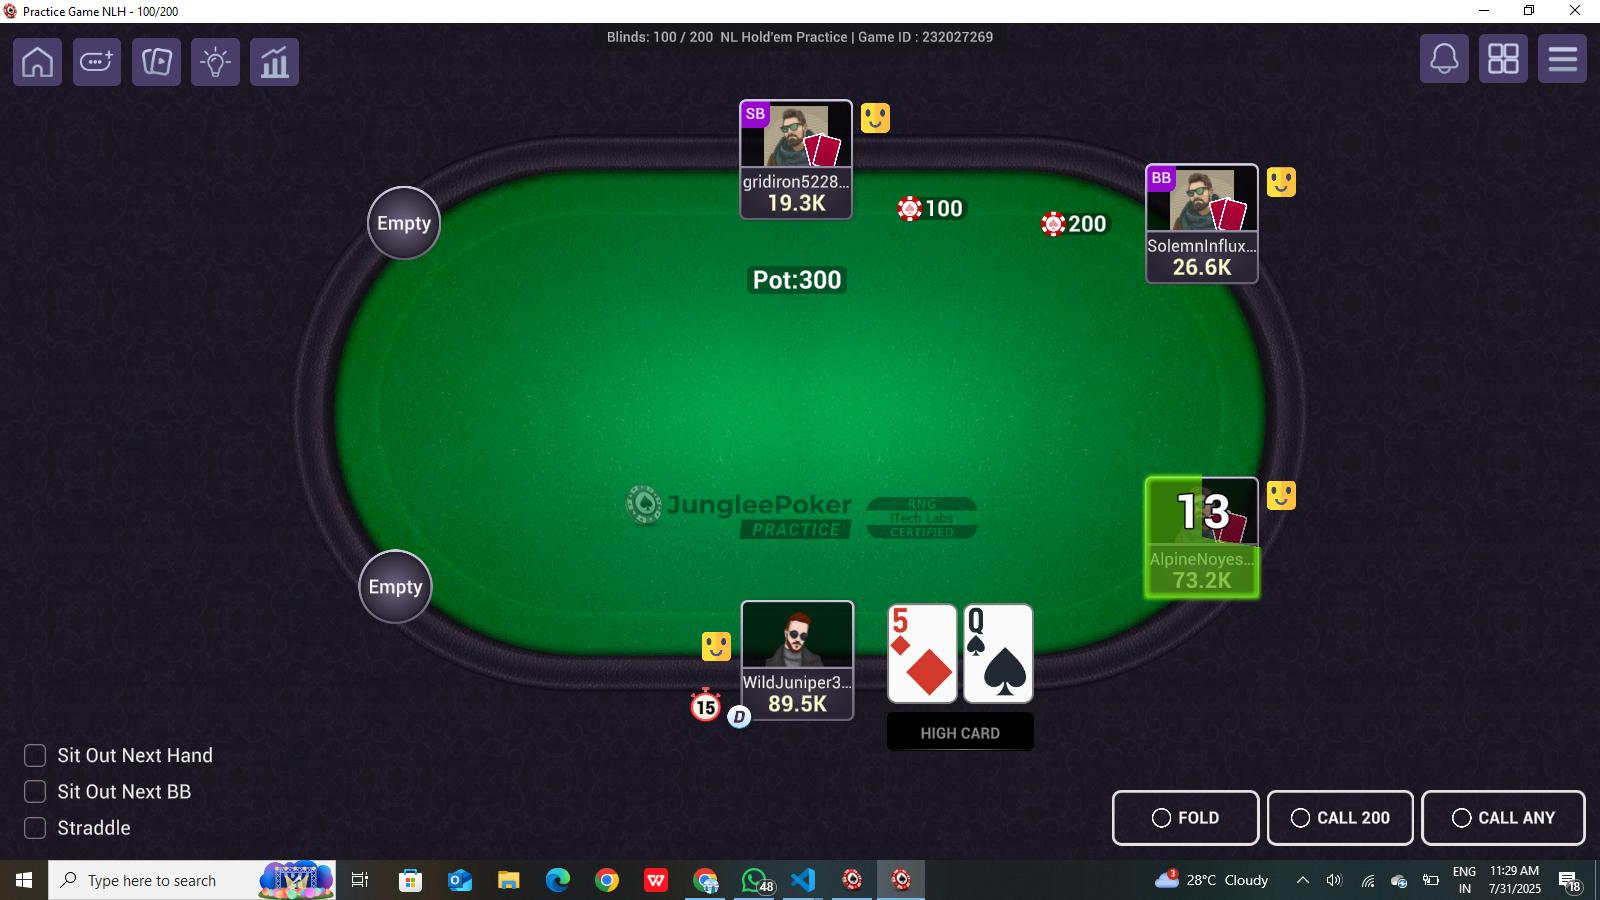 Practice Game NLH - 100/200
Blinds: 100 / 200 NL Hold'em Practice | Game ID : 232027269
SB
gridiron5228...
19.3K
100
200
BB
SolemnInflux...
26.6K
Empty
Pot:300
JungleePoker
PRACTICE
RNG
iTech Labs
CERTIFIED
13
AlpineNoyes...
73.2K
Empty
WildJuniper3...
89.5K
15
D
5
Q
HIGH CARD
Sit Out Next Hand
Sit Out Next BB
Straddle
FOLD
CALL 200
CALL ANY
Type here to search
W
48
3
28°C Cloudy
ENG
IN
11:29 AM
7/31/2025
18